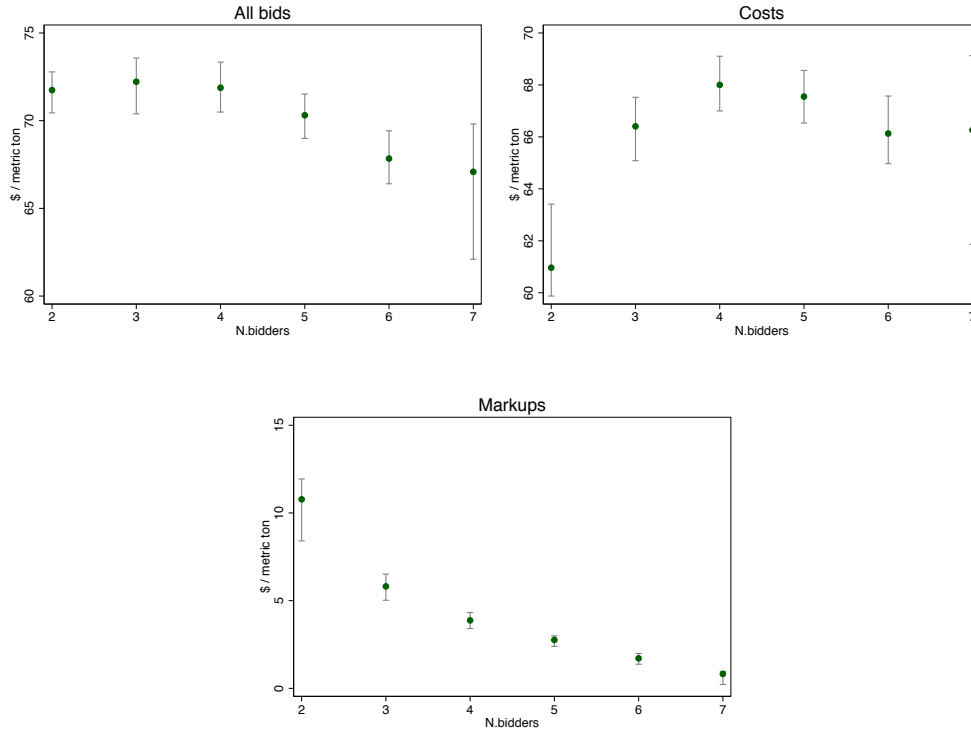 All bids
$ / metric ton
75
70
65
60
2 3 4 5 6 7
N.bidders
Costs
$ / metric ton
70
68
66
64
62
60
2 3 4 5 6 7
N.bidders
Markups
$ / metric ton
15
10
5
0
2 3 4 5 6 7
N.bidders